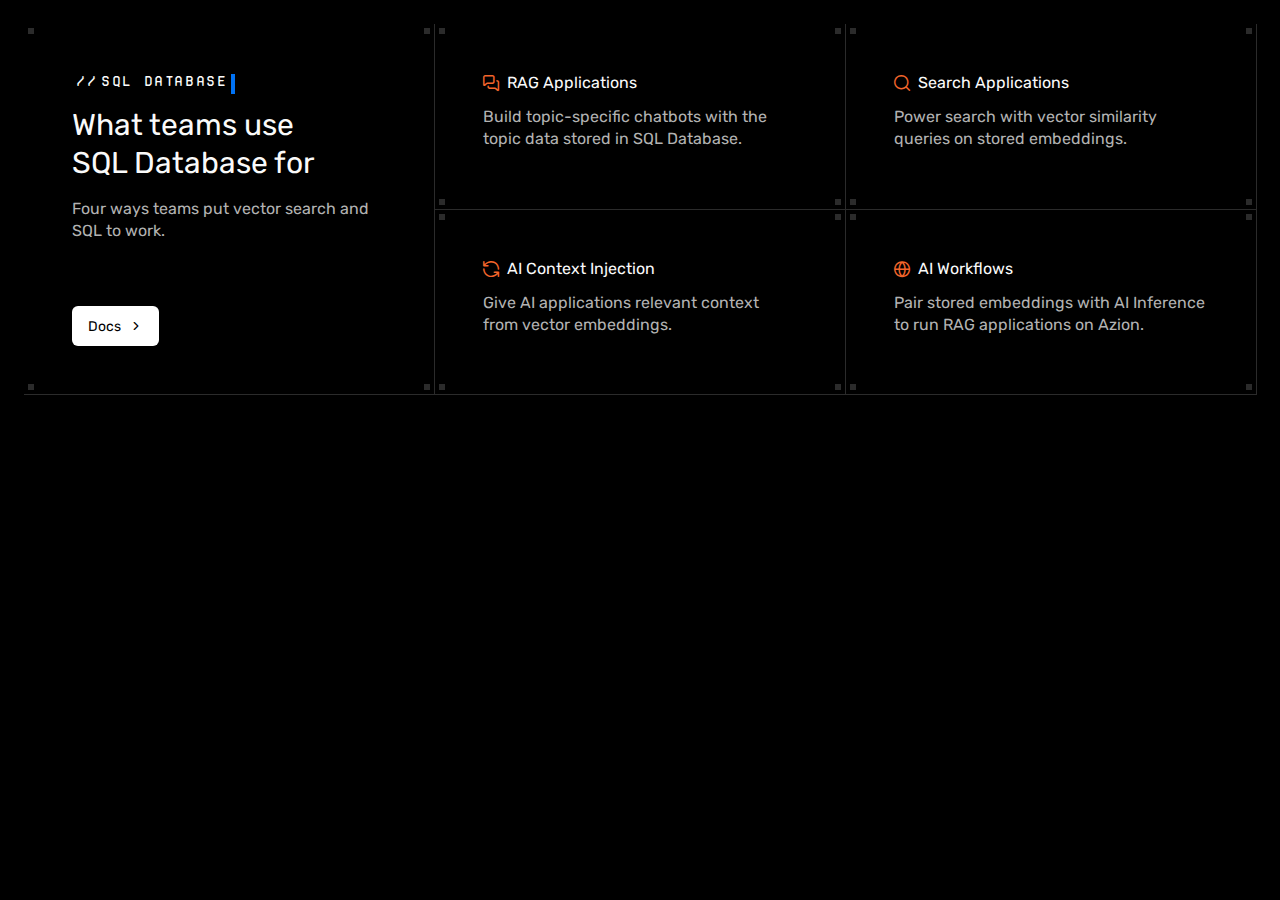 // SQL DATABASE
What teams use
SQL Database for
Four ways teams put vector search and
SQL to work.
Docs
RAG Applications
Build topic-specific chatbots with the
topic data stored in SQL Database.
Search Applications
Power search with vector similarity
queries on stored embeddings.
AI Context Injection
Give AI applications relevant context
from vector embeddings.
AI Workflows
Pair stored embeddings with AI Inference
to run RAG applications on Azion.